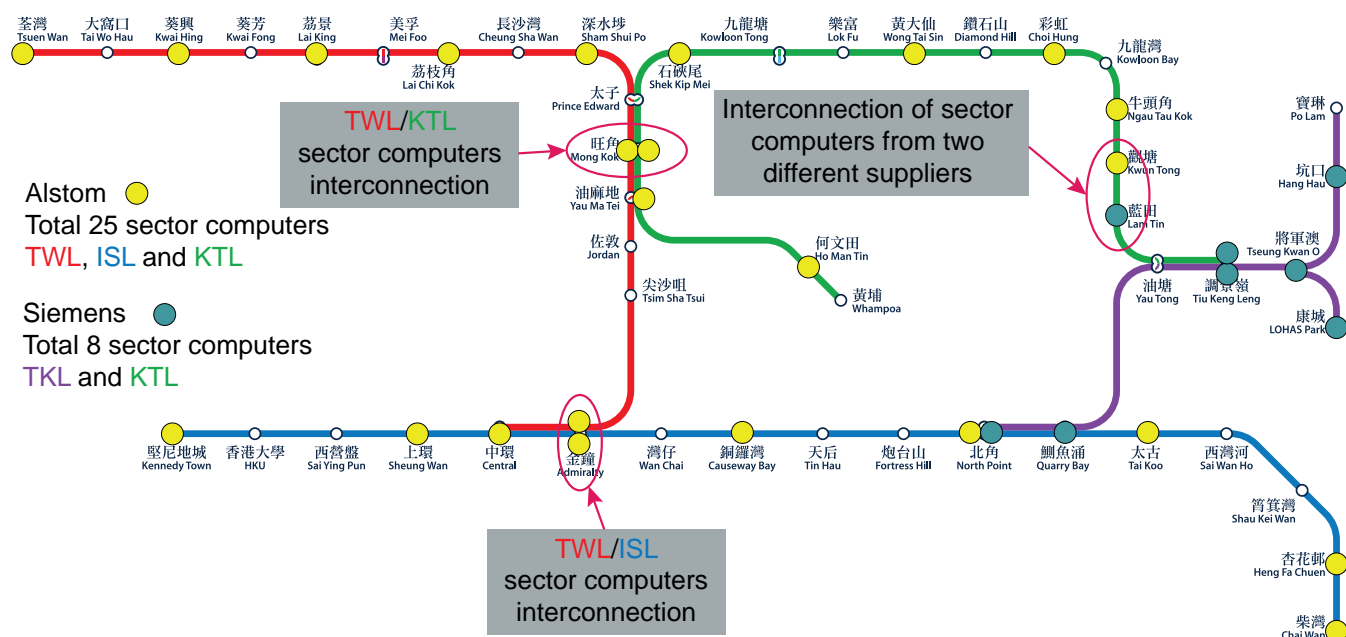 荃灣
Tsuen Wan
大窩口
Tai Wo Hau
葵興
Kwai Hing
葵芳
Kwai Fong
荔景
Lai King
美孚
Mei Foo
荔枝角
Lai Chi Kok
長沙灣
Cheung Sha Wan
深水埗
Sham Shui Po
石硤尾
Shek Kip Mei
九龍塘
Kowloon Tong
樂富
Lok Fu
黃大仙
Wong Tai Sin
鑽石山
Diamond Hill
彩虹
Choi Hung
九龍灣
Kowloon Bay
太子
Prince Edward
TWL/KTL
sector computers
interconnection
旺角
Mong Kok
Interconnection of sector
computers from two
different suppliers
牛頭角
Ngau Tau Kok
觀塘
Kwun Tong
藍田
Lam Tin
寶琳
Po Lam
坑口
Hang Hau
將軍澳
Tseung Kwan O
油塘
Yau Tong
調景嶺
Tiu Keng Leng
康城
LOHAS Park
油麻地
Yau Ma Tei
佐敦
Jordan
尖沙咀
Tsim Sha Tsui
何文田
Ho Man Tin
黃埔
Whampoa
Alstom
Total 25 sector computers
TWL, ISL and KTL
Siemens
Total 8 sector computers
TKL and KTL
堅尼地城
Kennedy Town
香港大學
HKU
西營盤
Sai Ying Pun
上環
Sheung Wan
中環
Central
金鐘
Admiralty
灣仔
Wan Chai
銅鑼灣
Causeway Bay
天后
Tin Hau
炮台山
Fortress Hill
北角
North Point
鰂魚涌
Quarry Bay
太古
Tai Koo
西灣河
Sai Wan Ho
筲箕灣
Shau Kei Wan
杏花邨
Heng Fa Chuen
柴灣
Chai Wan
TWL/ISL
sector computers
interconnection